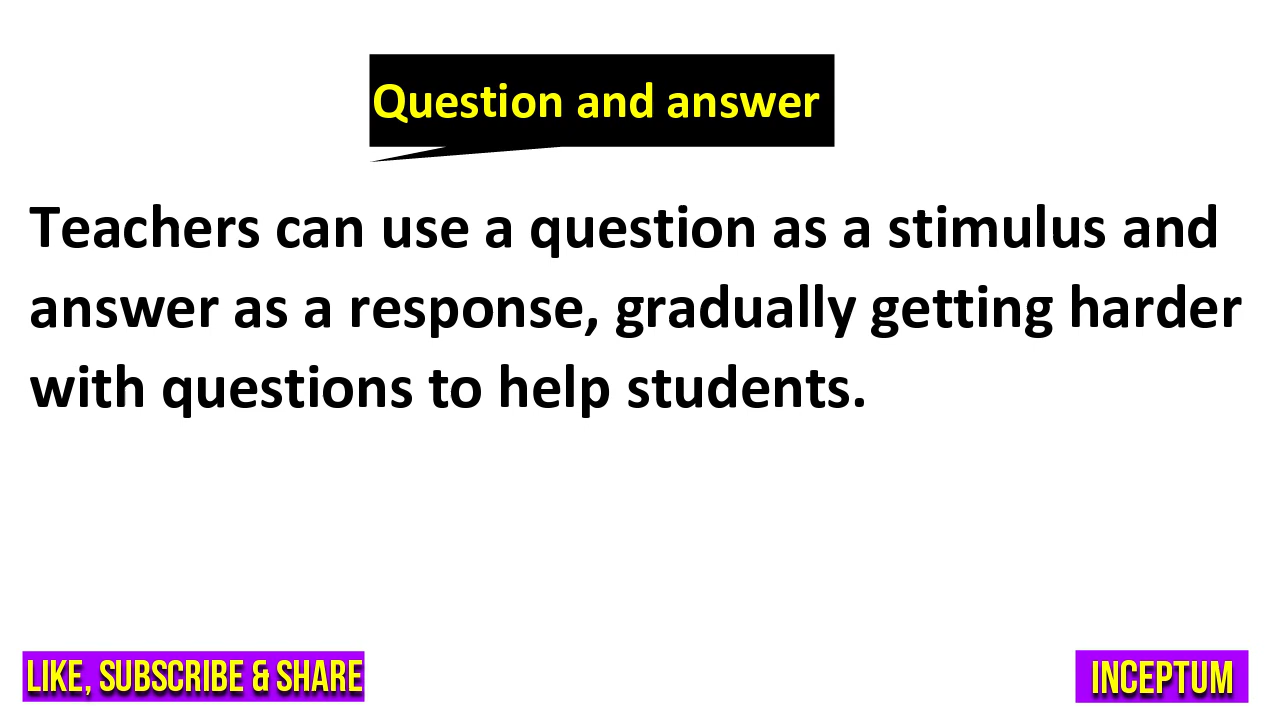 Question and answer
Teachers can use a question as a stimulus and
answer as a response, gradually getting harder
with questions to help students.
LIKE, SUBSCRIBE & SHARE
INCEPTUM